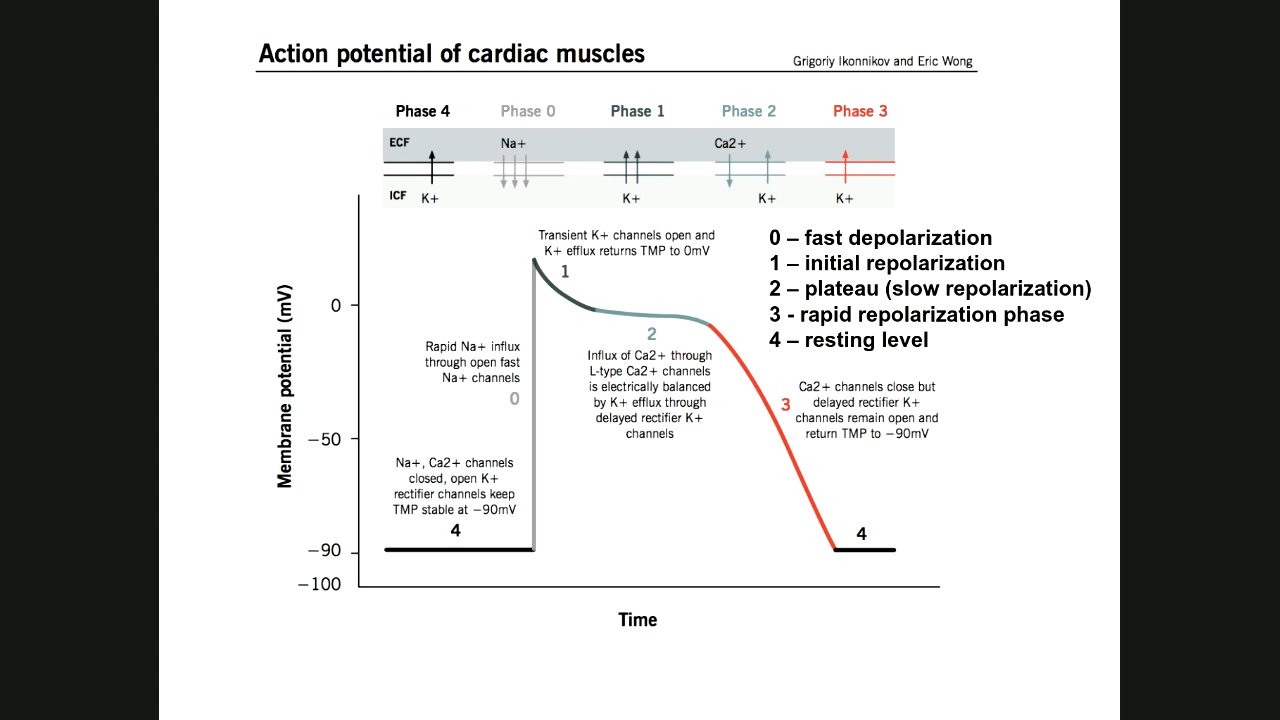 Action potential of cardiac muscles
Grigoriy Ikonnikov and Eric Wong
Phase 4
Phase 0
Phase 1
Phase 2
Phase 3
ECF
Na+
Ca2+
ICF
K+
K+
K+
K+
Transient K+ channels open and
K+ efflux returns TMP to 0mV
1
0 – fast depolarization
1 – initial repolarization
2 – plateau (slow repolarization)
3 - rapid repolarization phase
4 – resting level
Membrane potential (mV)
0
−50
−90
−100
Rapid Na+ influx
through open fast
Na+ channels
0
2
Influx of Ca2+ through
L-type Ca2+ channels
is electrically balanced
by K+ efflux through
delayed rectifier K+
channels
3
Ca2+ channels close but
delayed rectifier K+
channels remain open and
return TMP to −90mV
Na+, Ca2+ channels
closed, open K+
rectifier channels keep
TMP stable at −90mV
4
4
Time